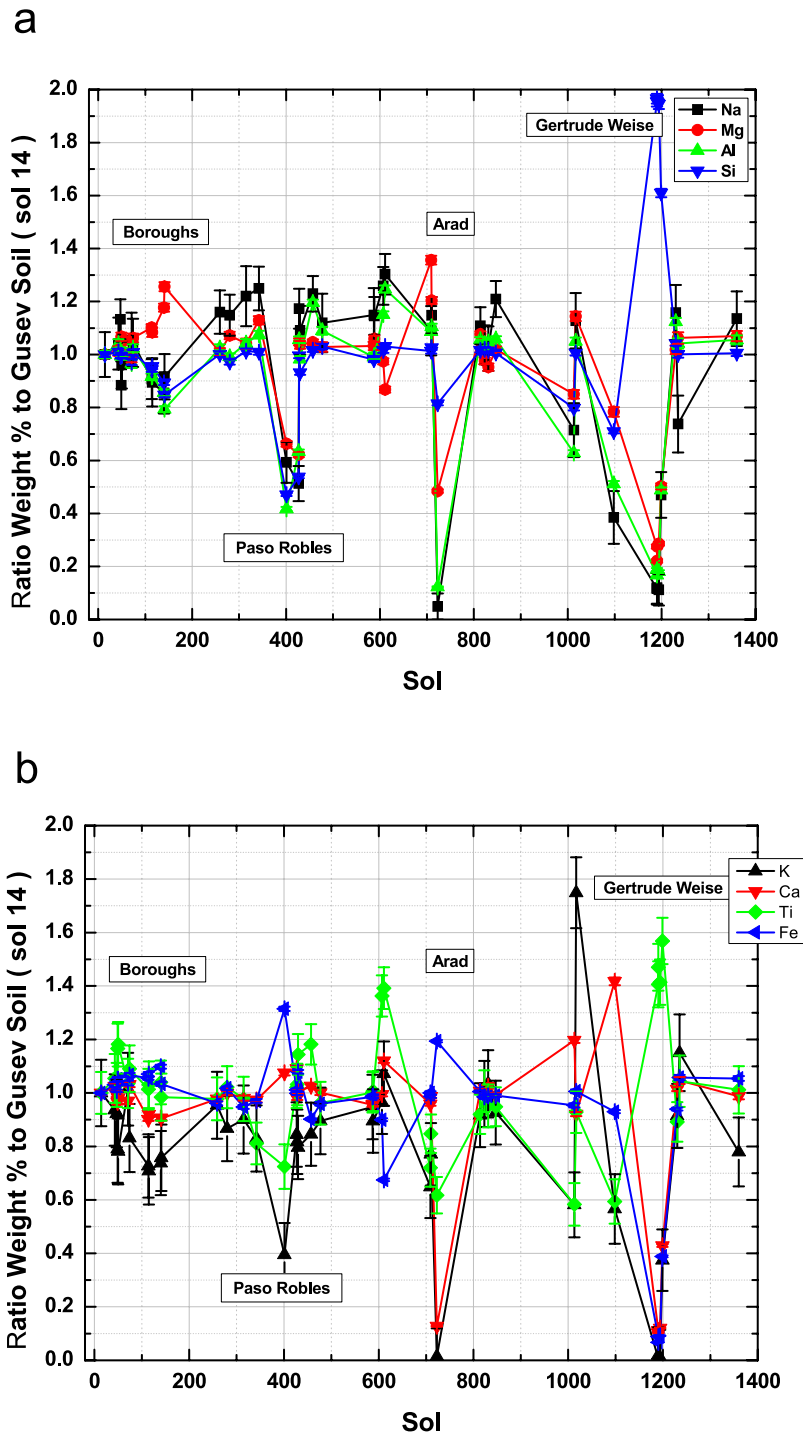 a
2.0
1.8
1.6
1.4
1.2
1.0
0.8
0.6
0.4
0.2
0.0
Ratio Weight % to Gusev Soil ( sol 14 )
Gertrude Weise
Na
Mg
Al
Si
Boroughs
Arad
Paso Robles
0 200 400 600 800 1000 1200 1400
Sol
b
2.0
1.8
1.6
1.4
1.2
1.0
0.8
0.6
0.4
0.2
0.0
Ratio Weight % to Gusev Soil ( sol 14 )
Gertrude Weise
K
Ca
Ti
Fe
Boroughs
Arad
Paso Robles
0 200 400 600 800 1000 1200 1400
Sol